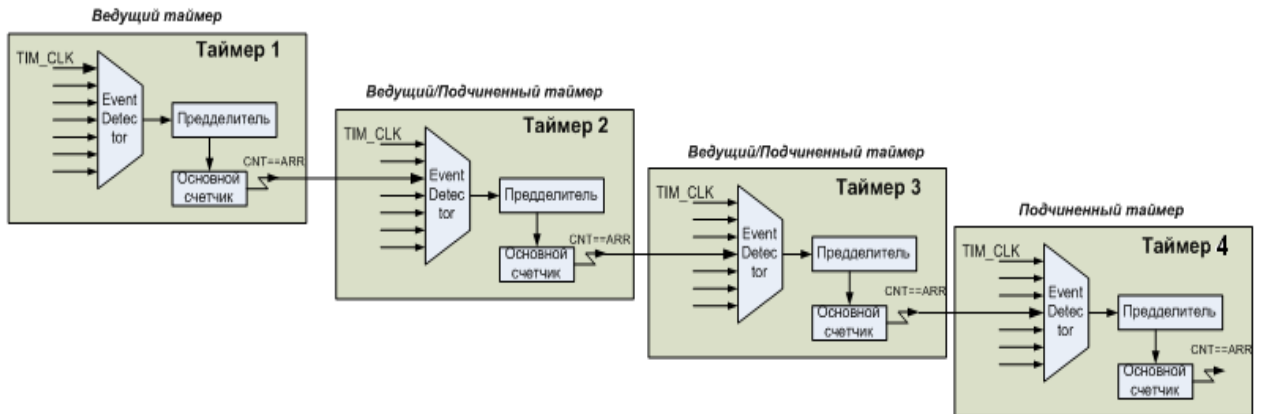 Ведущий таймер
Таймер 1
TIM_CLK
Event
Detec
tor
Предделитель
CNT==ARR
Основной
счетчик
Ведущий/Подчиненный таймер
Таймер 2
TIM_CLK
Event
Detec
tor
Предделитель
CNT==ARR
Основной
счетчик
Ведущий/Подчиненный таймер
Таймер 3
TIM_CLK
Event
Detec
tor
Предделитель
CNT==ARR
Основной
счетчик
Подчиненный таймер
Таймер 4
TIM_CLK
Event
Detec
tor
Предделитель
CNT==ARR
Основной
счетчик